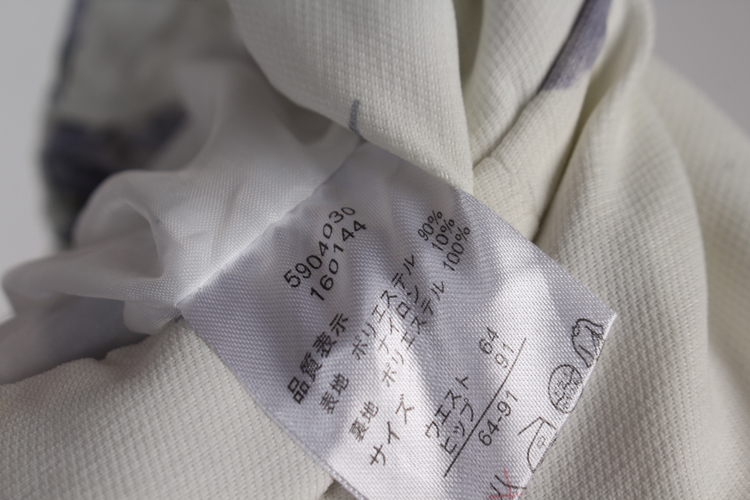 5904030
160144
品質表示
表地 ポリエステル 90%
ナイロン 10%
裏地 ポリエステル 100%
サイズ
ウエスト 64
ヒップ 91
64-91